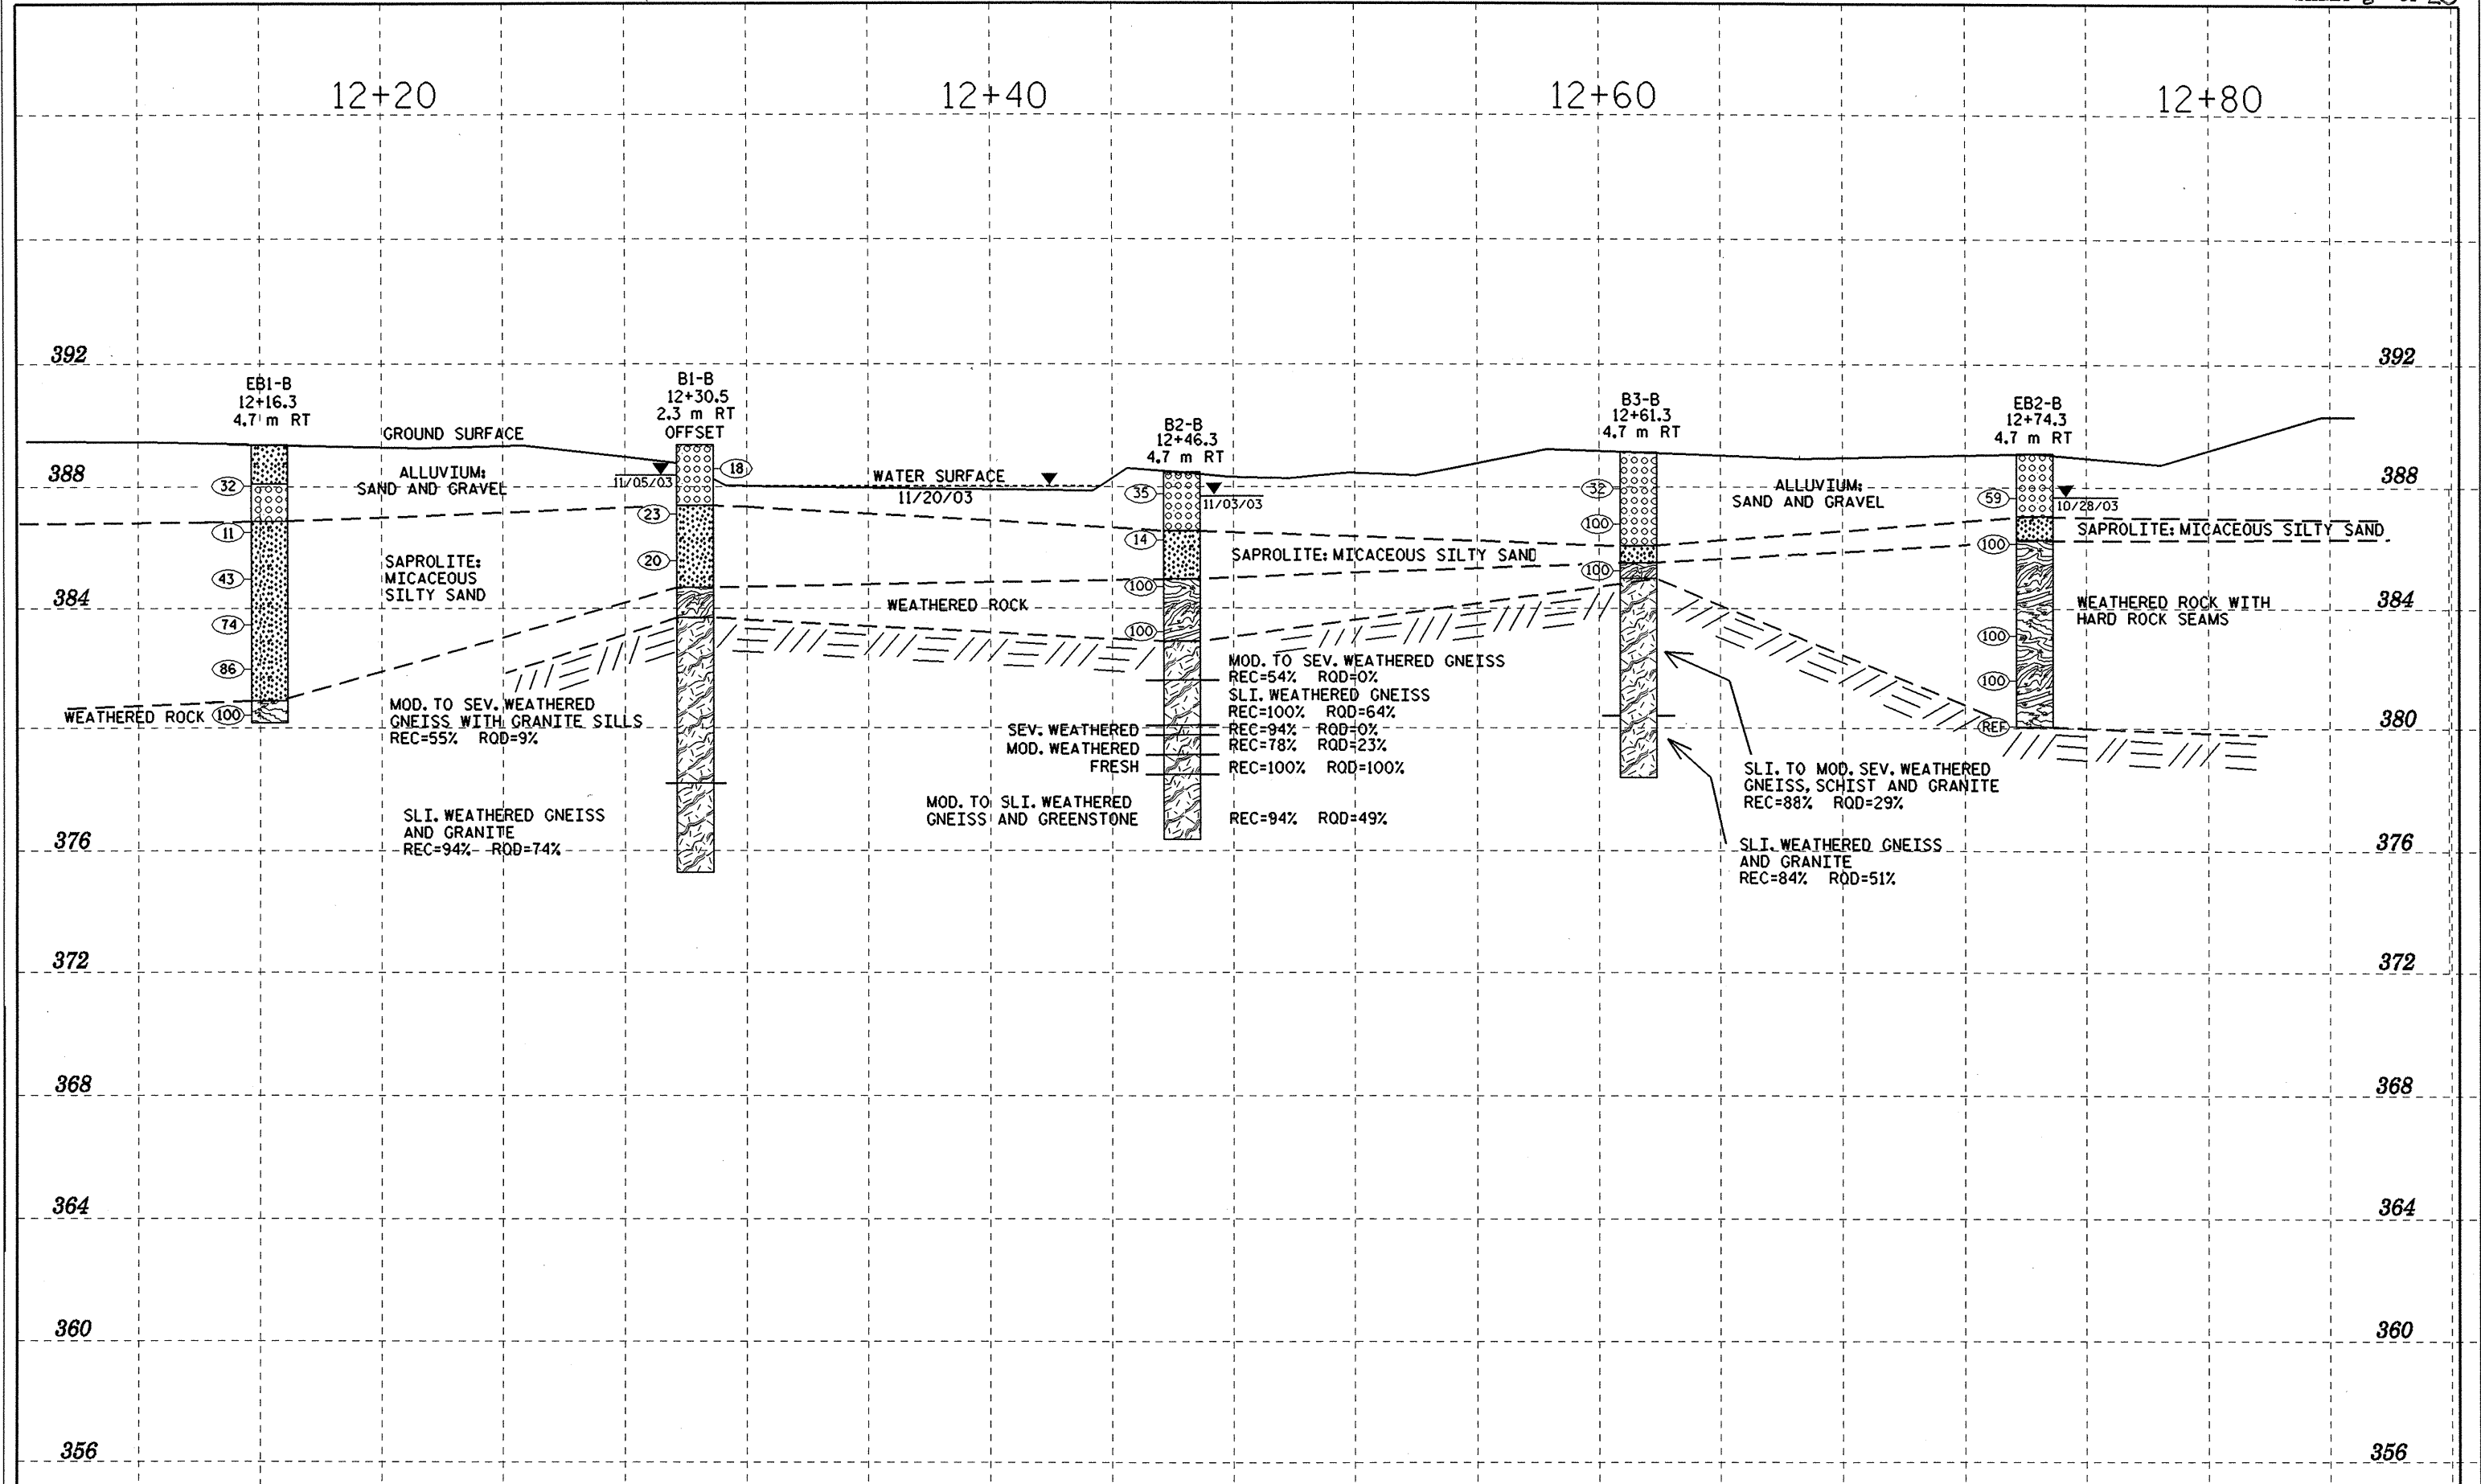 12+20
12+40
12+60
12+80
392
392
EB1-B
12+16.3
4.7 m RT
B1-B
12+30.5
2.3 m RT
OFFSET
B2-B
12+46.3
4.7 m RT
B3-B
12+61.3
4.7 m RT
EB2-B
12+74.3
4.7 m RT
GROUND SURFACE
388
388
ALLUVIUM:
SAND AND GRAVEL
11/05/03
18
WATER SURFACE
11/20/03
35
11/03/03
32
ALLUVIUM:
SAND AND GRAVEL
59
10/28/03
32
11
43
74
86
100
23
20
14
100
100
100
100
100
100
100
REF
SAPROLITE:
MICACEOUS
SILTY SAND
SAPROLITE: MICACEOUS SILTY SAND
SAPROLITE: MICACEOUS SILTY SAND
384
384
WEATHERED ROCK
WEATHERED ROCK WITH
HARD ROCK SEAMS
WEATHERED ROCK
MOD. TO SEV. WEATHERED
GNEISS WITH GRANITE SILLS
REC=55% RQD=9%
MOD. TO SEV. WEATHERED GNEISS
REC=54% RQD=0%
SLI. WEATHERED GNEISS
REC=100% RQD=64%
SEV. WEATHERED
REC=94% RQD=0%
MOD. WEATHERED
REC=78% RQD=23%
FRESH
REC=100% RQD=100%
380
380
SLI. WEATHERED GNEISS
AND GRANITE
REC=94% RQD=74%
MOD. TO SLI. WEATHERED
GNEISS AND GREENSTONE
REC=94% RQD=49%
SLI. TO MOD. SEV. WEATHERED
GNEISS, SCHIST AND GRANITE
REC=88% RQD=29%
SLI. WEATHERED GNEISS
AND GRANITE
REC=84% RQD=51%
376
376
372
372
368
368
364
364
360
360
356
356